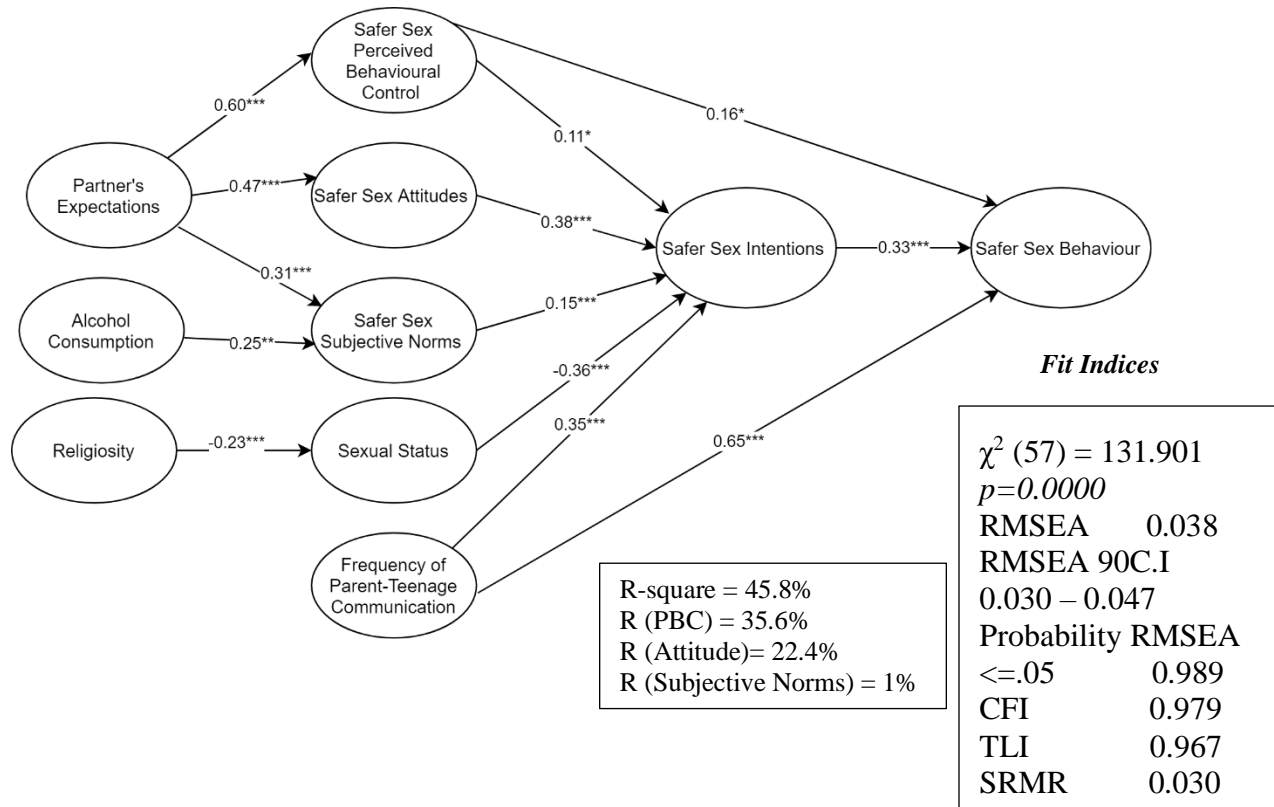 Safer Sex
Perceived
Behavioural
Control
0.60***
0.16*
0.11*
Partner's
Expectations
0.47***
Safer Sex Attitudes
0.38***
Safer Sex Intentions
0.33***
Safer Sex Behaviour
0.31***
Alcohol
Consumption
0.25**
Safer Sex
Subjective Norms
0.15***
-0.36***
Religiosity
-0.23***
Sexual Status
0.35***
0.65***
Frequency of
Parent-Teenage
Communication
R-square = 45.8%
R (PBC) = 35.6%
R (Attitude)= 22.4%
R (Subjective Norms) = 1%
Fit Indices
χ² (57) = 131.901
p=0.0000
RMSEA 0.038
RMSEA 90C.I
0.030 – 0.047
Probability RMSEA
<=.05 0.989
CFI 0.979
TLI 0.967
SRMR 0.030